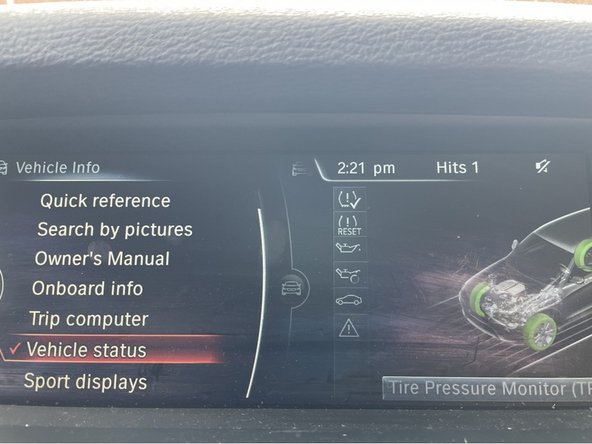 Vehicle Info
Quick reference
Search by pictures
Owner's Manual
Onboard info
Trip computer
Vehicle status
Sport displays
2:21 pm Hits 1
RESET
Tire Pressure Monitor (TP